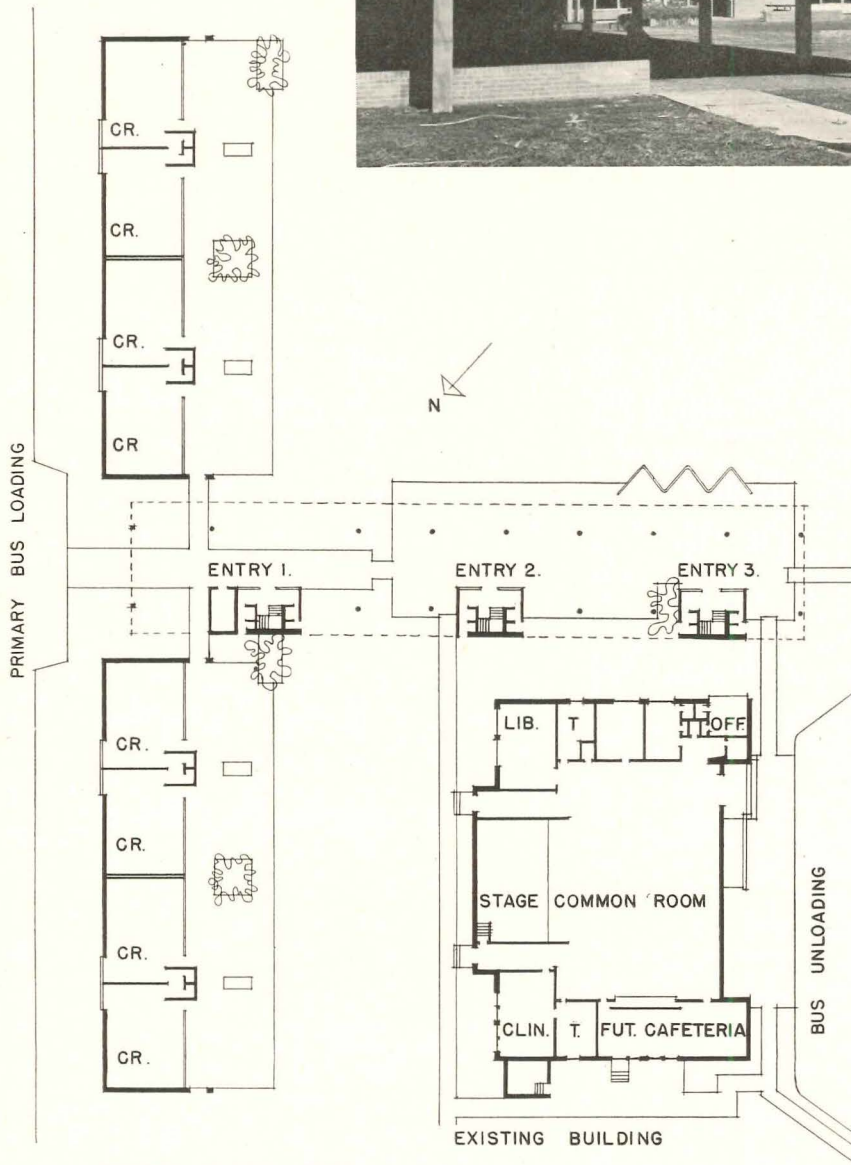 CR.
CR.
CR.
CR
N
PRIMARY BUS LOADING
ENTRY 1.
ENTRY 2.
ENTRY 3.
CR.
CR.
CR.
CR.
LIB.
T
OFF.
STAGE
COMMON ROOM
CLIN.
T.
FUT. CAFETERIA
BUS UNLOADING
EXISTING BUILDING